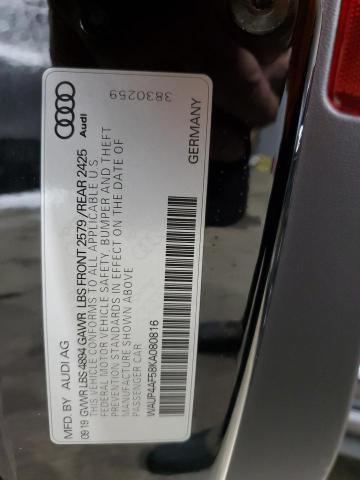 Audi
3830259
MFD. BY AUDI AG
GERMANY
09 19 GVWR LBS 4894 GAWR LBS FRONT 2579 /REAR 2425
THIS VEHICLE CONFORMS TO ALL APPLICABLE U.S.
FEDERAL MOTOR VEHICLE SAFETY, BUMPER AND THEFT
PREVENTION STANDARDS IN EFFECT ON THE DATE OF
MANUFACTURE SHOWN ABOVE
PASSENGER CAR
WAUP4AF58KA080816